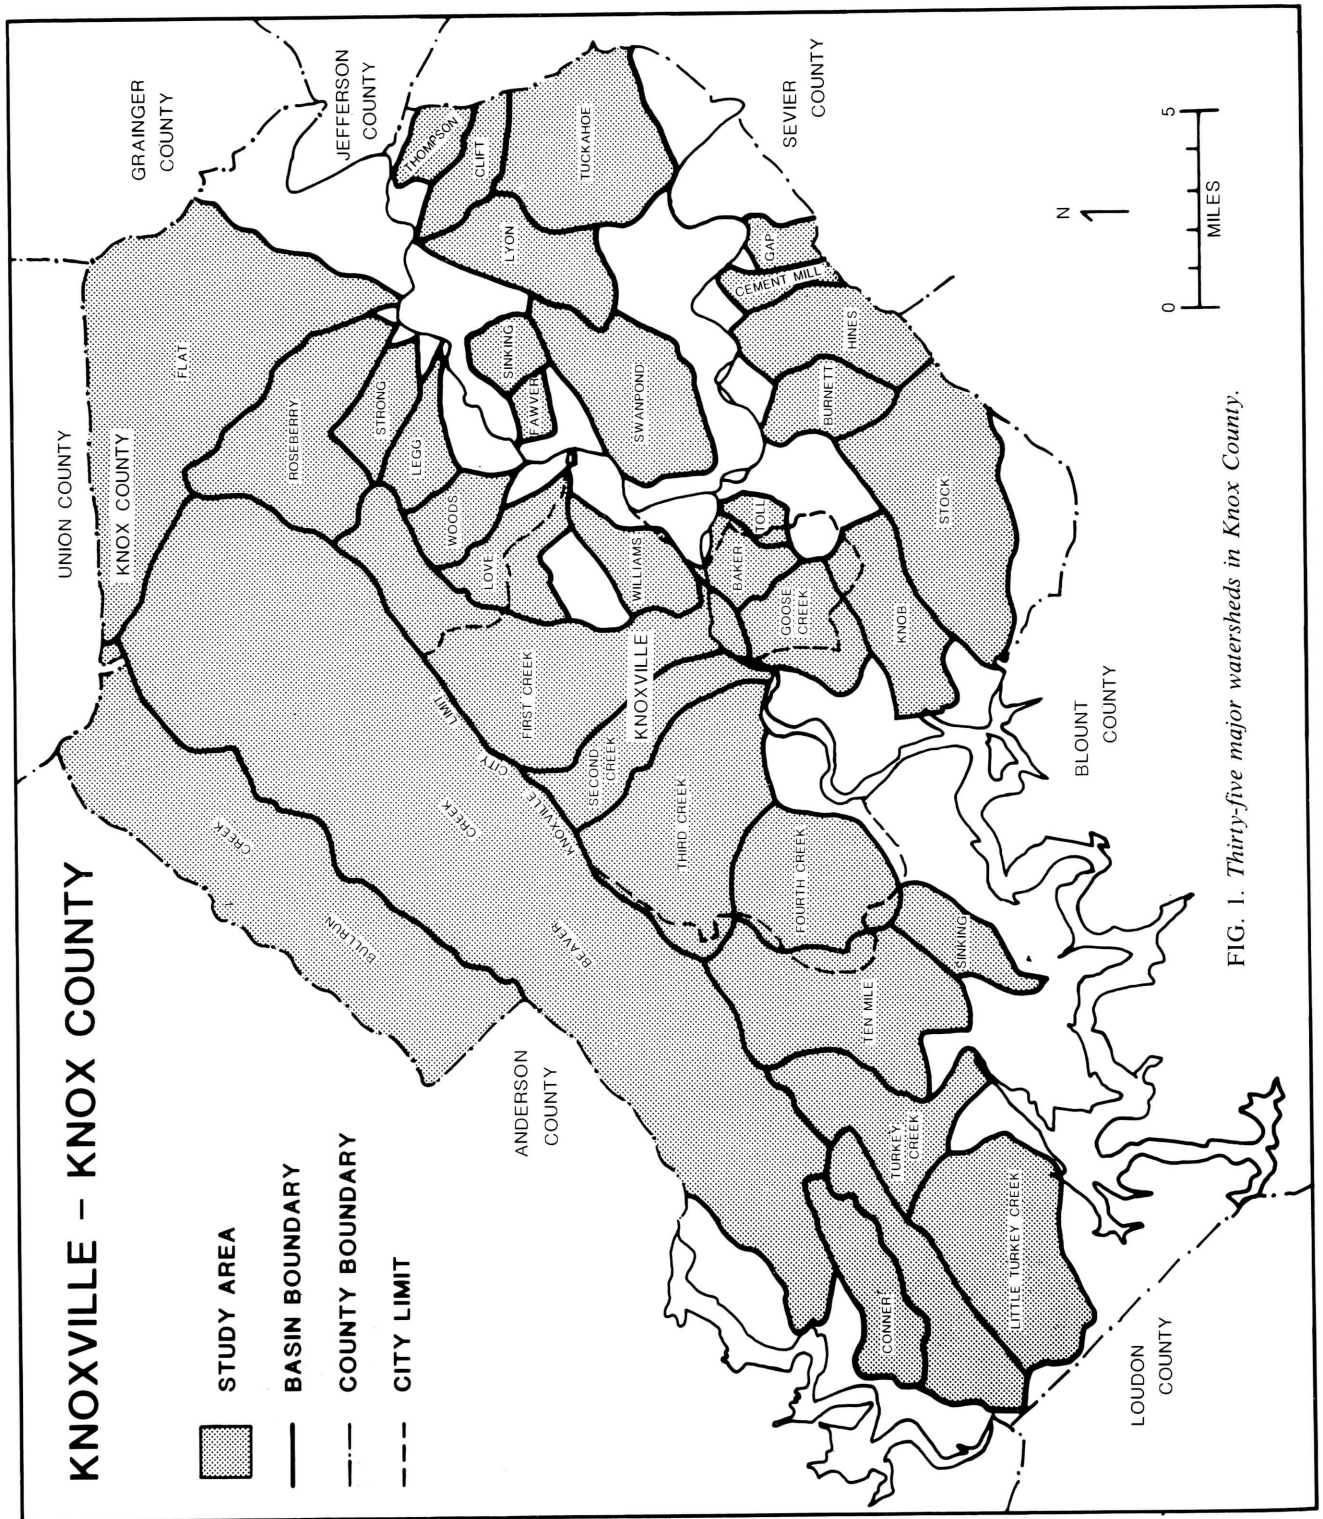 KNOXVILLE – KNOX COUNTY
STUDY AREA
BASIN BOUNDARY
COUNTY BOUNDARY
CITY LIMIT
UNION COUNTY
KNOX COUNTY
GRAINGER
COUNTY
JEFFERSON
COUNTY
SEVIER
COUNTY
BLOUNT
COUNTY
LOUDON
COUNTY
ANDERSON
COUNTY
BULLRUN
CREEK
BEAVER
CREEK
KNOXVILLE
CITY
LIMIT
FLAT
ROSEBERRY
STRONG
LEGG
WOODS
LOVE
THOMPSON
CLIFT
TUCKAHOE
LYON
SINKING
FAWVER
SWANPOND
WILLIAMS
KNOXVILLE
FIRST CREEK
SECOND
CREEK
THIRD CREEK
FOURTH CREEK
TEN MILE
SINKING
TURKEY
CREEK
LITTLE TURKEY CREEK
CONNER
BAKER
TOLL
GOOSE
CREEK
KNOB
STOCK
BURNETT
HINES
CEMENT MILL
GAP
N
0
5
MILES
FIG. 1. Thirty-five major watersheds in Knox County.